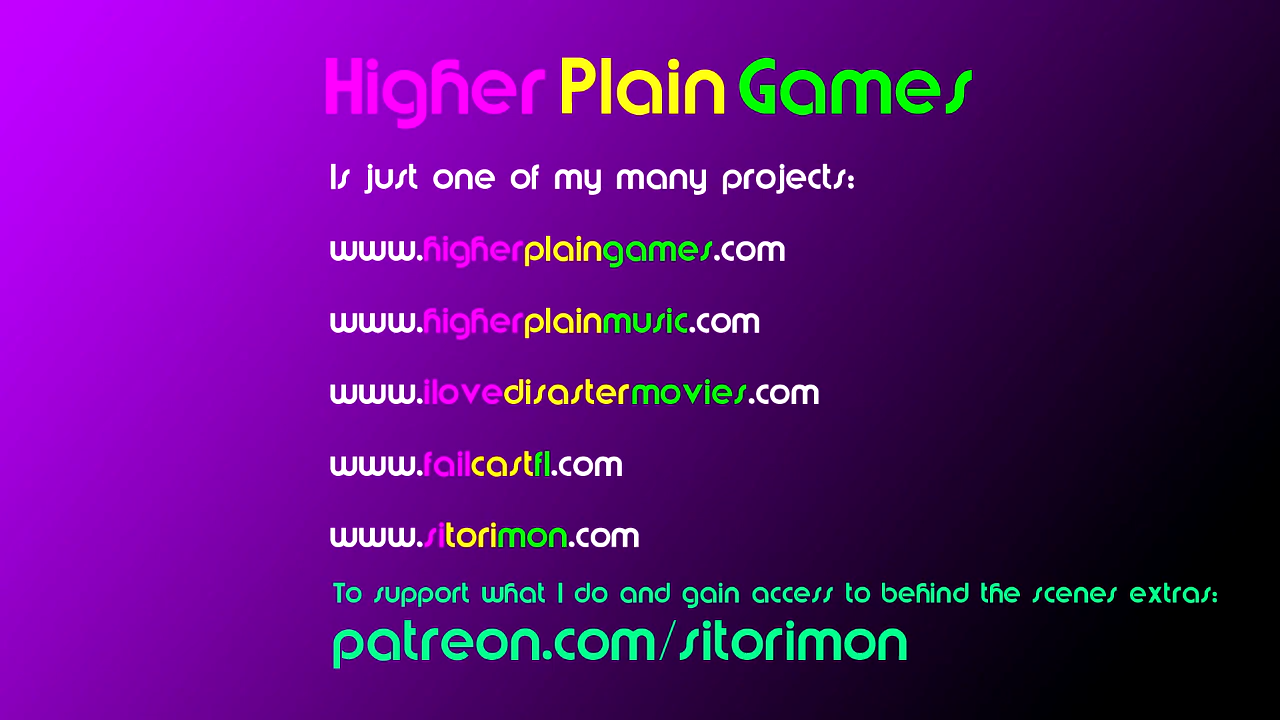 Higher Plain Games
Is just one of my many projects:
www.higherplaingames.com
www.higherplainmusic.com
www.ilovedisastermovies.com
www.failcastfl.com
www.sitorimon.com
To support what I do and gain access to behind the scenes extras:
patreon.com/sitorimon